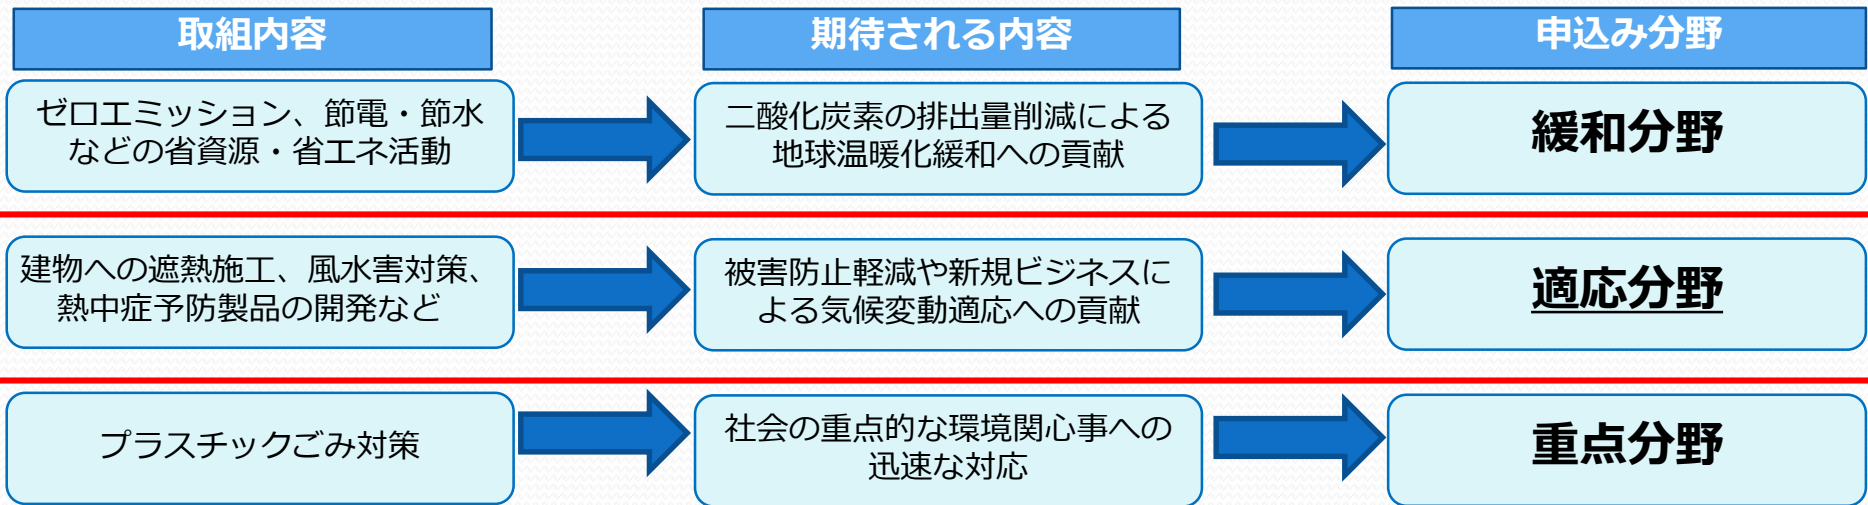 取組内容
期待される内容
申込み分野
ゼロエミッション、節電・節水
などの省資源・省エネ活動
二酸化炭素の排出量削減による
地球温暖化緩和への貢献
緩和分野
建物への遮熱施工、風水害対策、
熱中症予防製品の開発など
被害防止軽減や新規ビジネスに
よる気候変動適応への貢献
適応分野
プラスチックごみ対策
社会の重点的な環境関心事への
迅速な対応
重点分野